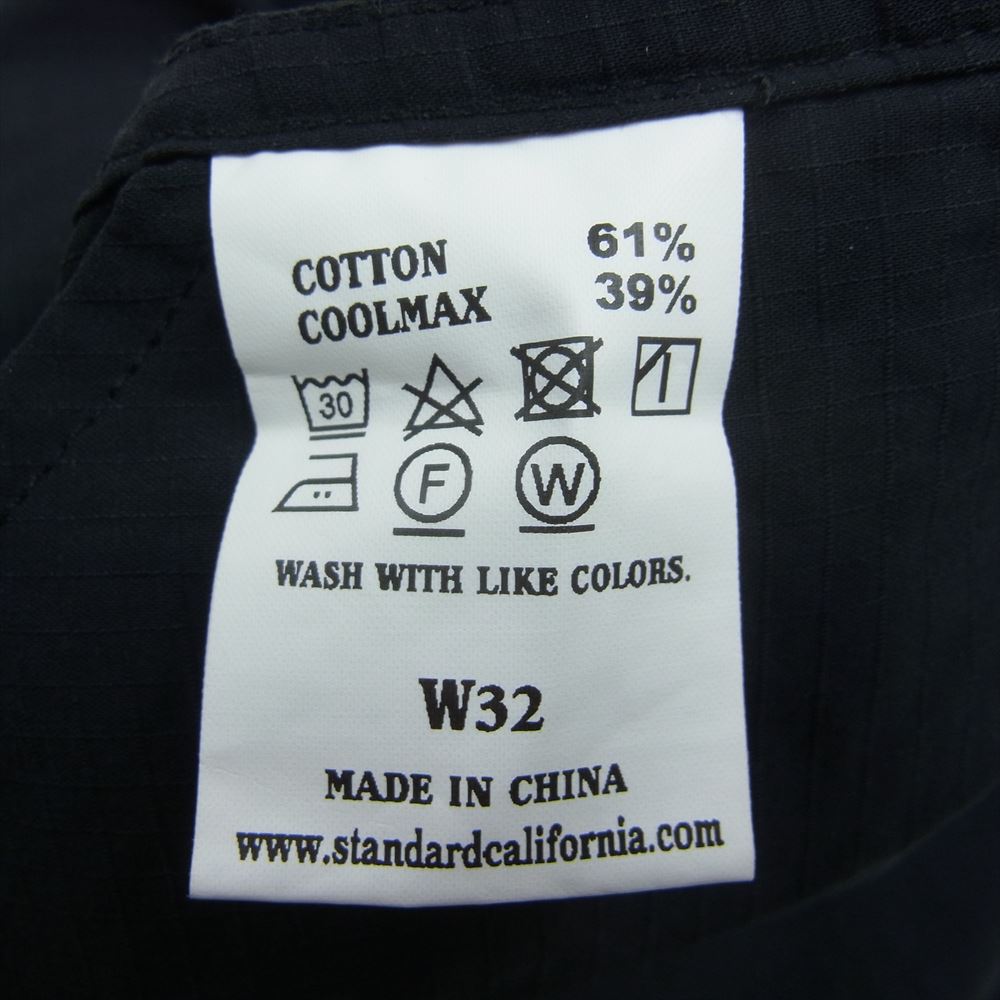 COTTON 61%
COOLMAX 39%
30
F W
WASH WITH LIKE COLORS.
W32
MADE IN CHINA
www.standardcalifornia.com